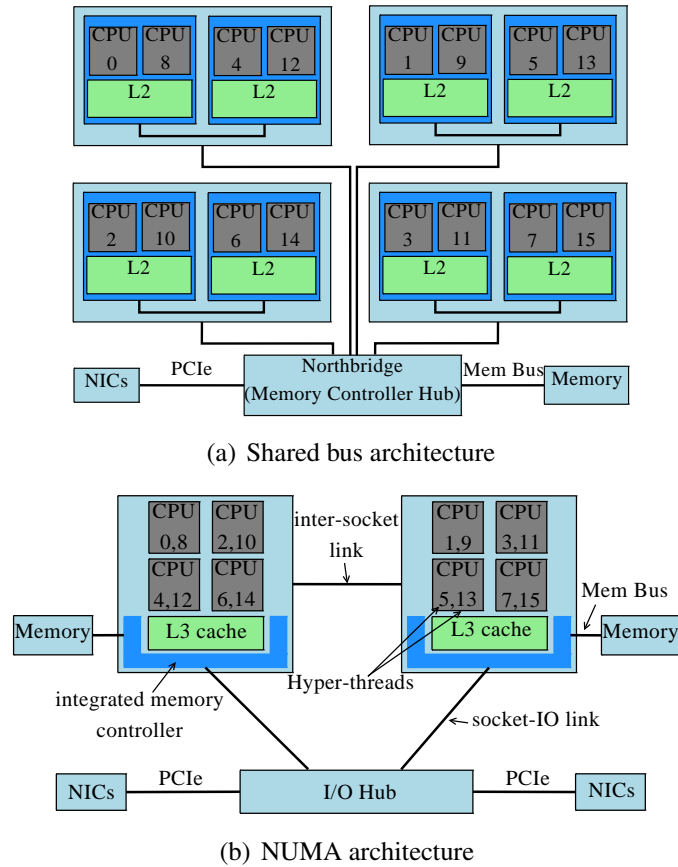 CPU CPU CPU CPU
0 8 4 12
L2 L2
CPU CPU CPU CPU
1 9 5 13
L2 L2
CPU CPU CPU CPU
2 10 6 14
L2 L2
CPU CPU CPU CPU
3 11 7 15
L2 L2
NICs
PCIe
Northbridge
(Memory Controller Hub)
Mem Bus
Memory
(a) Shared bus architecture
CPU CPU
0,8 2,10
CPU CPU
4,12 6,14
L3 cache
inter-socket
link
CPU CPU
1,9 3,11
CPU CPU
5,13 7,15
L3 cache
Mem Bus
Memory
Memory
Hyper-threads
integrated memory
controller
socket-IO link
NICs
PCIe
I/O Hub
PCIe
NICs
(b) NUMA architecture